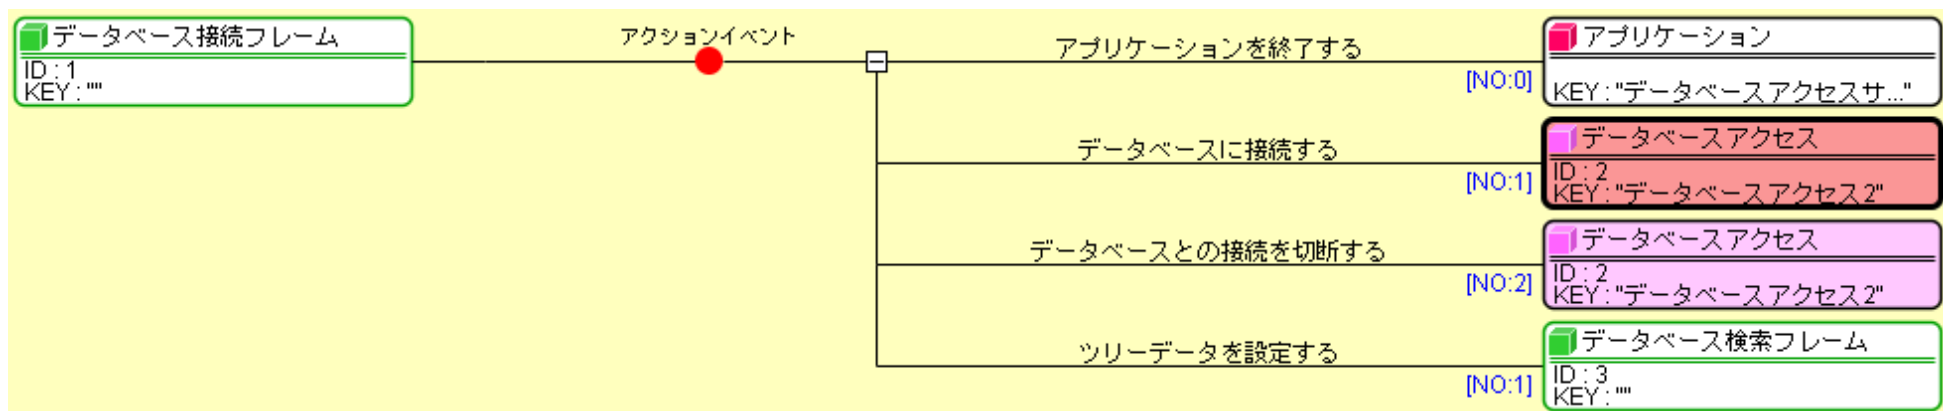 データベース接続フレーム
ID : 1
KEY : ""
アクションイベント
アプリケーションを終了する
[NO:0]
アプリケーション
KEY : "データベースアクセスサ..."
データベースに接続する
[NO:1]
データベースアクセス
ID : 2
KEY : "データベースアクセス2"
データベースとの接続を切断する
[NO:2]
データベースアクセス
ID : 2
KEY : "データベースアクセス2"
ツリーデータを設定する
[NO:1]
データベース検索フレーム
ID : 3
KEY : ""